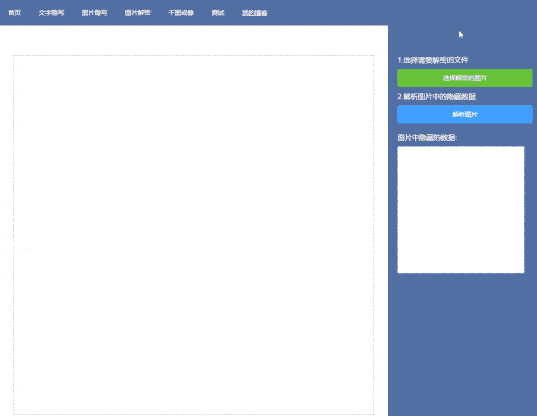 首页 文字隐写 图片隐写 图片解密 千图成像 测试 我的博客
1.选择需要解密的文件
选择解密的图片
2.解析图片中的隐藏数据
解析图片
图片中隐藏的数据: